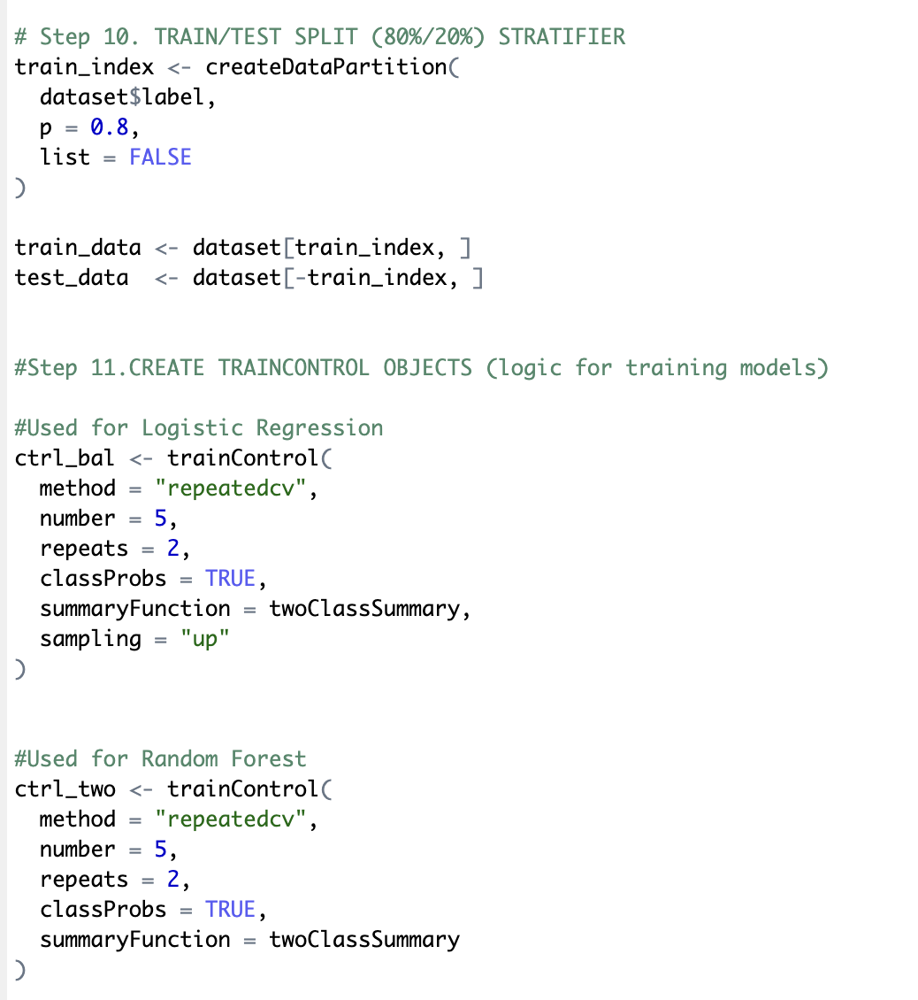 # Step 10. TRAIN/TEST SPLIT (80%/20%) STRATIFIER
train_index <- createDataPartition(
  dataset$label,
  p = 0.8,
  list = FALSE
)

train_data <- dataset[train_index, ]
test_data  <- dataset[-train_index, ]

#Step 11.CREATE TRAINCONTROL OBJECTS (logic for training models)

#Used for Logistic Regression
ctrl_bal <- trainControl(
  method = "repeatedcv",
  number = 5,
  repeats = 2,
  classProbs = TRUE,
  summaryFunction = twoClassSummary,
  sampling = "up"
)

#Used for Random Forest
ctrl_two <- trainControl(
  method = "repeatedcv",
  number = 5,
  repeats = 2,
  classProbs = TRUE,
  summaryFunction = twoClassSummary
)